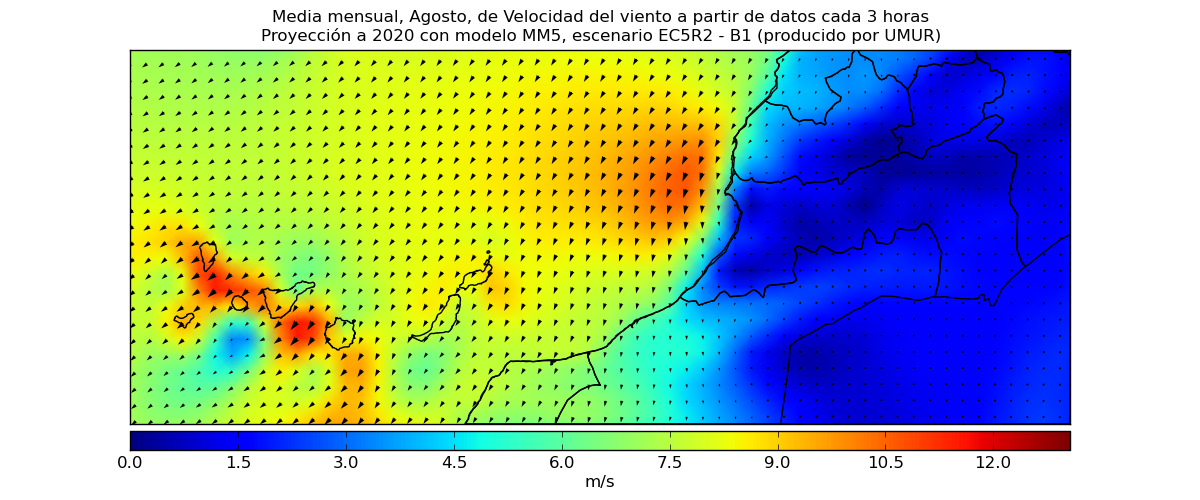 Media mensual, Agosto, de Velocidad del viento a partir de datos cada 3 horas
Proyección a 2020 con modelo MM5, escenario EC5R2 - B1 (producido por UMUR)
0.0 1.5 3.0 4.5 6.0 7.5 9.0 10.5 12.0
m/s